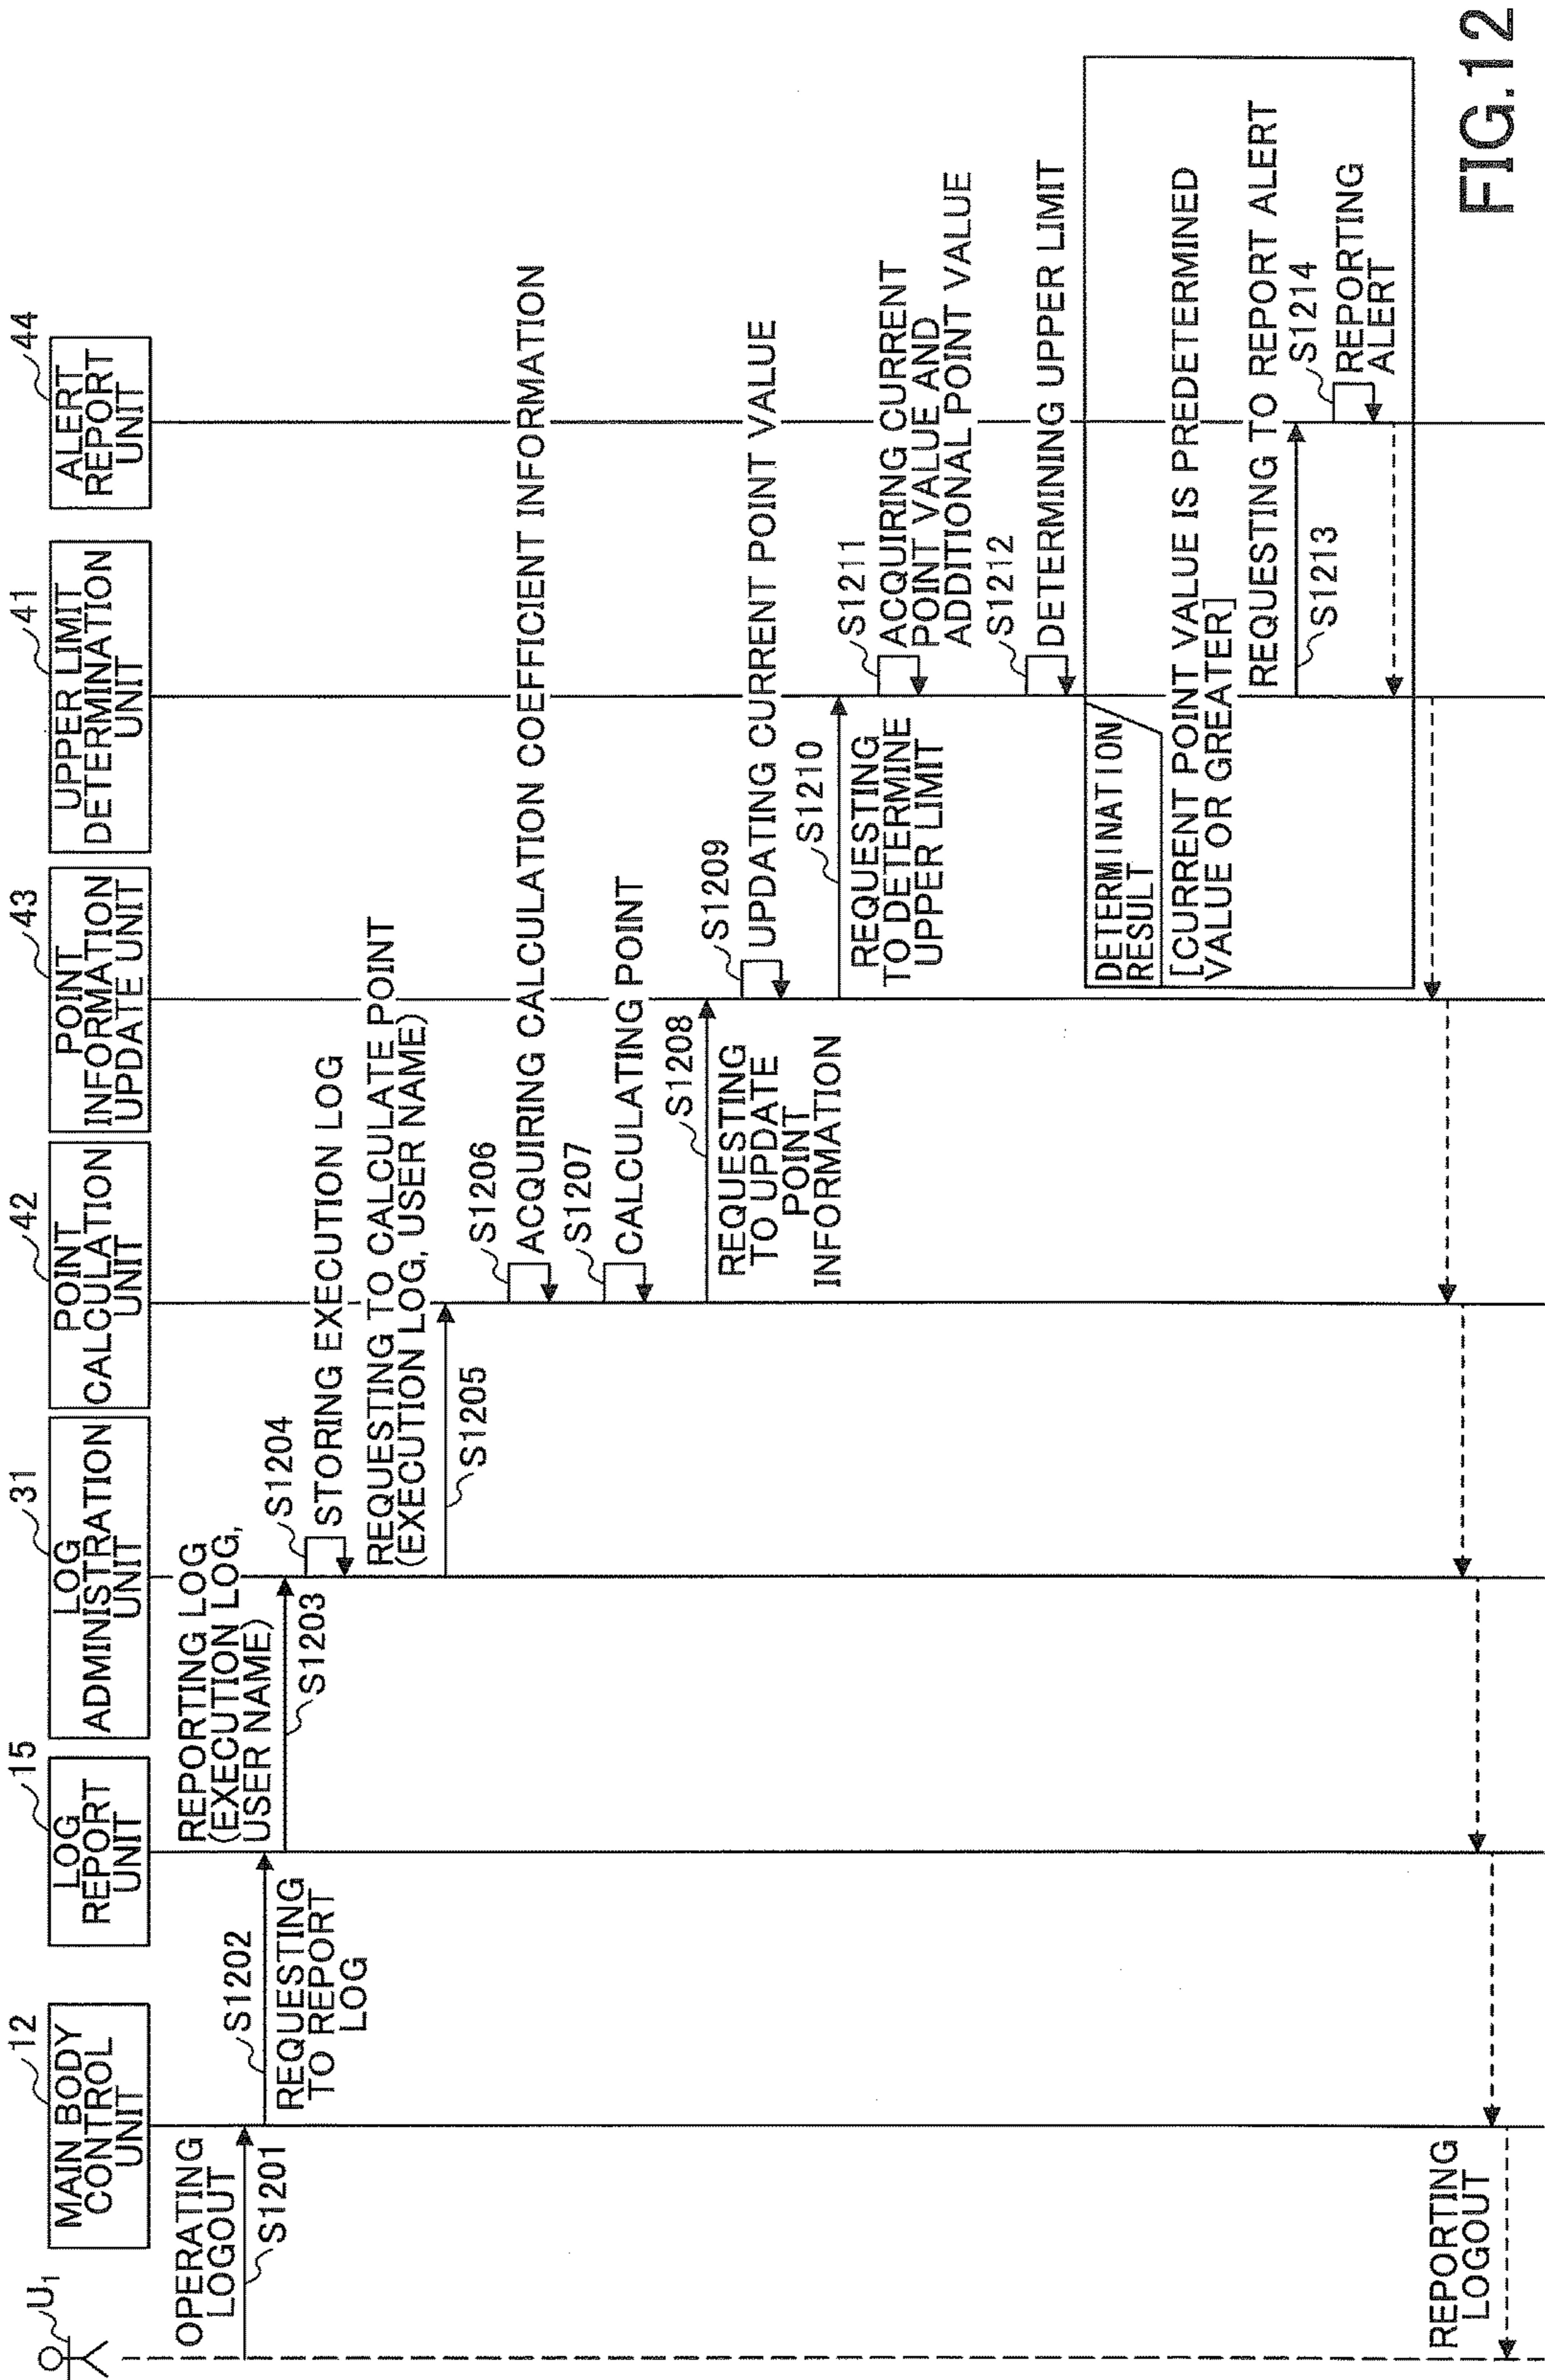 U1
12
MAIN BODY
CONTROL
UNIT
15
LOG
REPORT
UNIT
31
LOG
ADMINISTRATION
UNIT
42
POINT
CALCULATION
UNIT
43
POINT
INFORMATION
UPDATE UNIT
41
UPPER LIMIT
DETERMINATION
UNIT
44
ALERT
REPORT
UNIT
OPERATING
LOGOUT
S1201
S1202
REQUESTING
TO REPORT
LOG
REPORTING LOG
(EXECUTION LOG,
USER NAME)
S1203
S1204
STORING EXECUTION LOG
REQUESTING TO CALCULATE POINT
(EXECUTION LOG, USER NAME)
S1205
S1206
ACQUIRING CALCULATION COEFFICIENT INFORMATION
S1207
CALCULATING POINT
S1208
REQUESTING
TO UPDATE
POINT
INFORMATION
S1209
UPDATING CURRENT POINT VALUE
S1210
REQUESTING
TO DETERMINE
UPPER LIMIT
S1211
ACQUIRING CURRENT
POINT VALUE AND
ADDITIONAL POINT VALUE
S1212
DETERMINING UPPER LIMIT
DETERMINATION
RESULT
[CURRENT POINT VALUE IS PREDETERMINED
VALUE OR GREATER]
REQUESTING TO REPORT ALERT
S1213
S1214
REPORTING
ALERT
REPORTING
LOGOUT
FIG.12